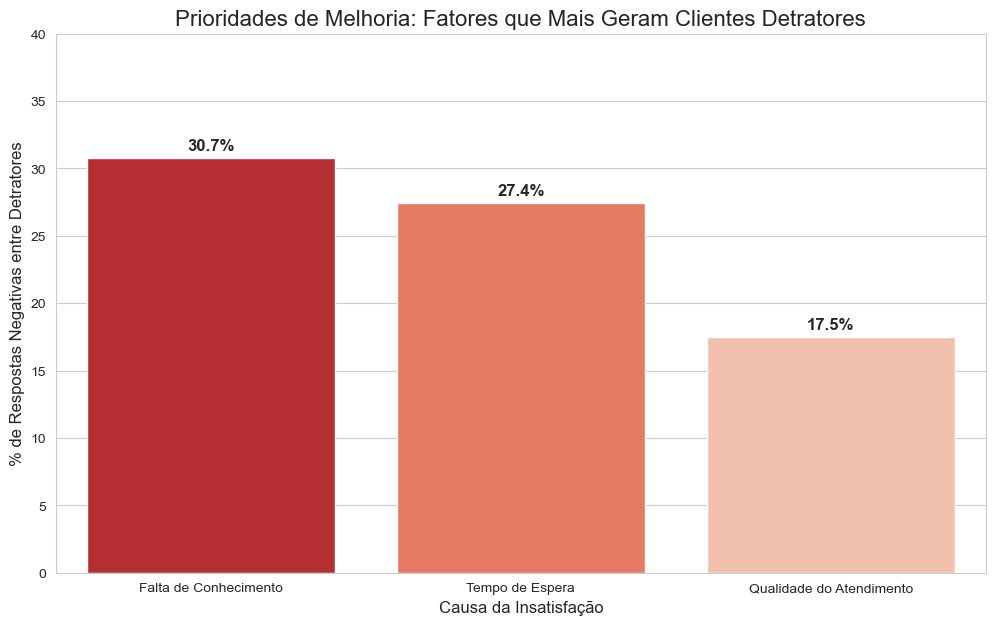 Prioridades de Melhoria: Fatores que Mais Geram Clientes Detratores
% de Respostas Negativas entre Detratores
40
35
30
25
20
15
10
5
0
30.7%
27.4%
17.5%
Falta de Conhecimento
Tempo de Espera
Qualidade do Atendimento
Causa da Insatisfação